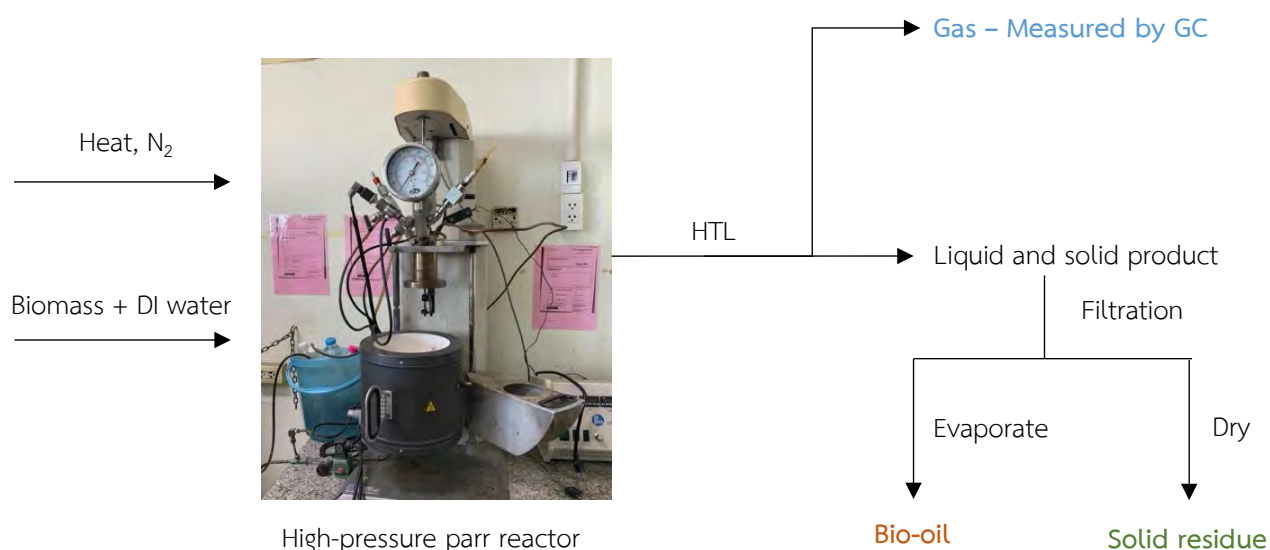 Gas – Measured by GC
Heat, N₂
HTL
Liquid and solid product
Biomass + DI water
Filtration
Evaporate
Dry
High-pressure parr reactor
Bio-oil
Solid residue